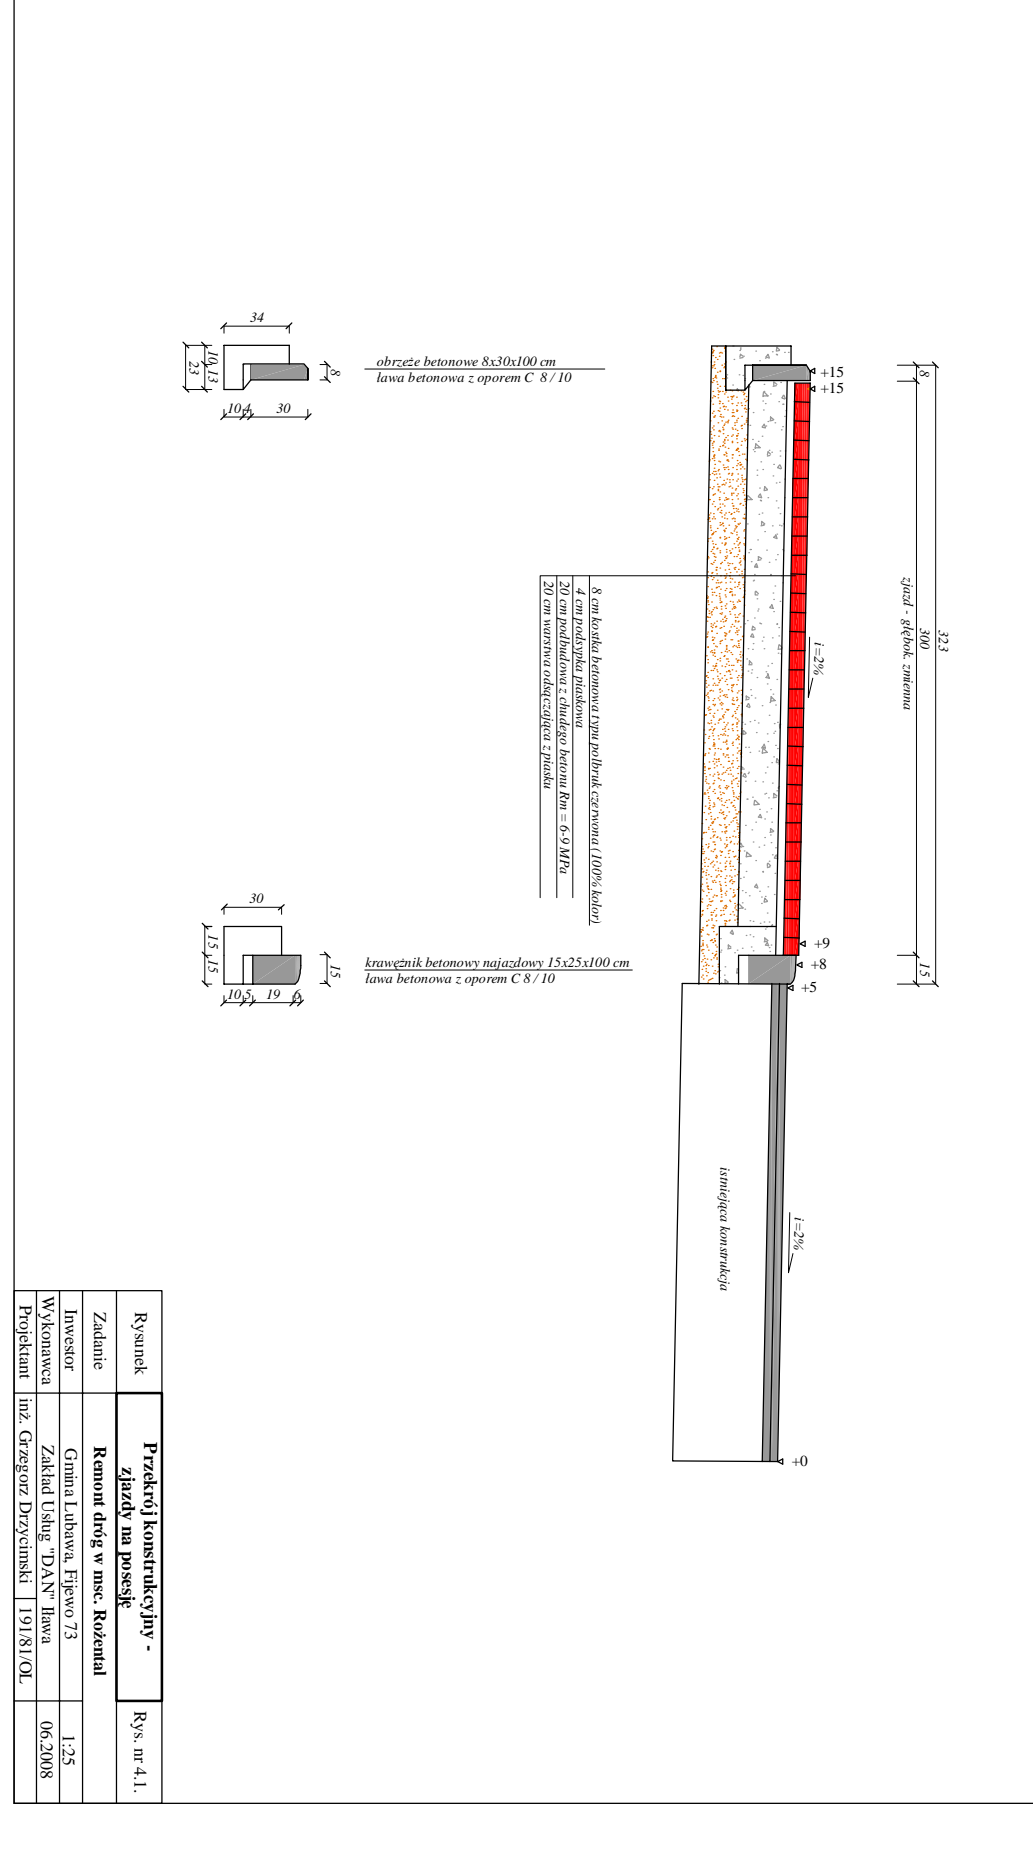 34
10
13
23
8
10
4
30
obrzeże betonowe 8x30x100 cm
ława betonowa z oporem C 8 / 10
+15
+15
8
323
300
zjazd - głębok. zmienna
i=2%
8 cm kostka betonowa typu polbruk czerwona (100% kolor)
4 cm podsypka piaskowa
20 cm podbudowa z chudego betonu Rm = 6-9 MPa
20 cm warstwa odsączająca z piasku
30
15
15
15
10
5
19
6
krawężnik betonowy najazdowy 15x25x100 cm
ława betonowa z oporem C 8 / 10
+9
+8
+5
15
istniejąca konstrukcja
i=2%
+0
Rysunek
Przekrój konstrukcyjny -
zjazdy na posesję
Rys. nr 4.1.
Zadanie
Remont dróg w msc. Rożental
Inwestor
Gmina Lubawa, Fijewo 73
1:25
Wykonawca
Zakład Usług "DAN" Iława
06.2008
Projektant
inż. Grzegorz Drzycimski
191/81/OL